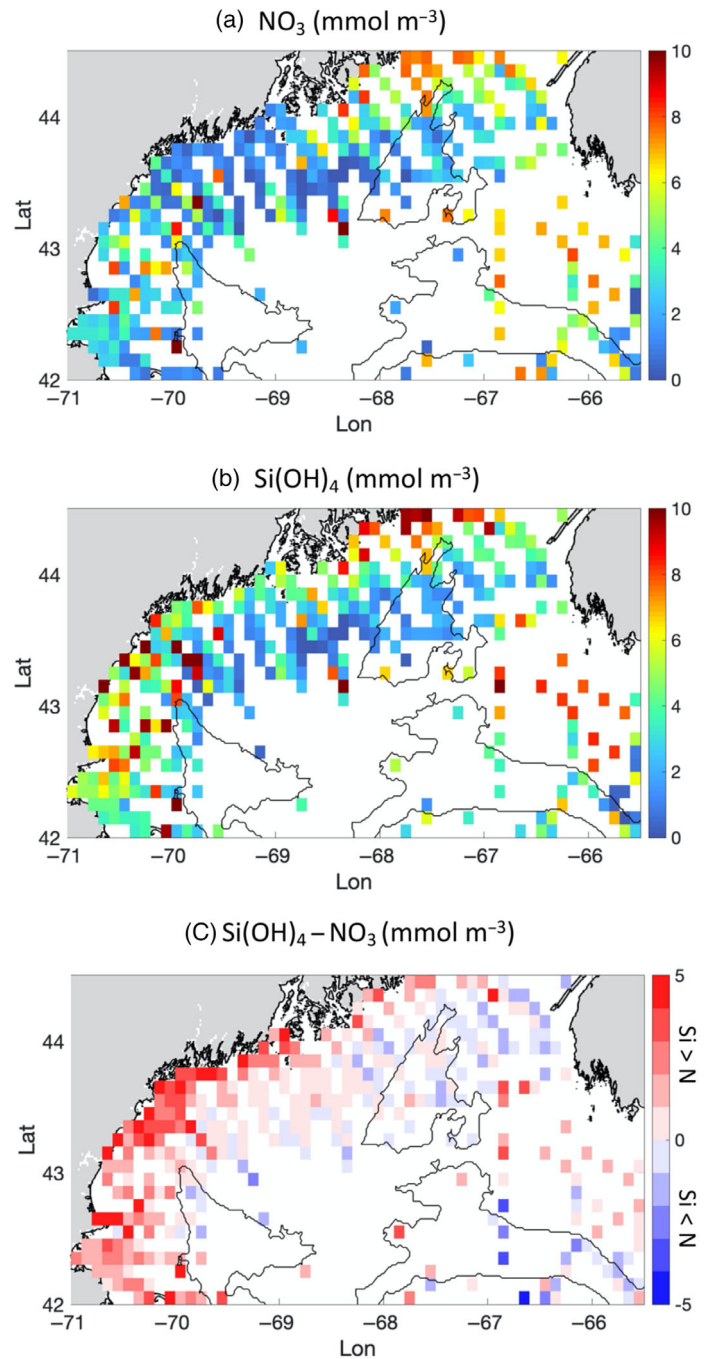 (a) NO₃ (mmol m⁻³)
10
44
8
6
Lat
43
4
2
42
0
−71 −70 −69 −68 −67 −66
Lon
(b) Si(OH)₄ (mmol m⁻³)
10
44
8
6
Lat
43
4
2
42
0
−71 −70 −69 −68 −67 −66
Lon
(C) Si(OH)₄ – NO₃ (mmol m⁻³)
5
44
Si > N
Lat
0
43
Si < N
42
-5
−71 −70 −69 −68 −67 −66
Lon